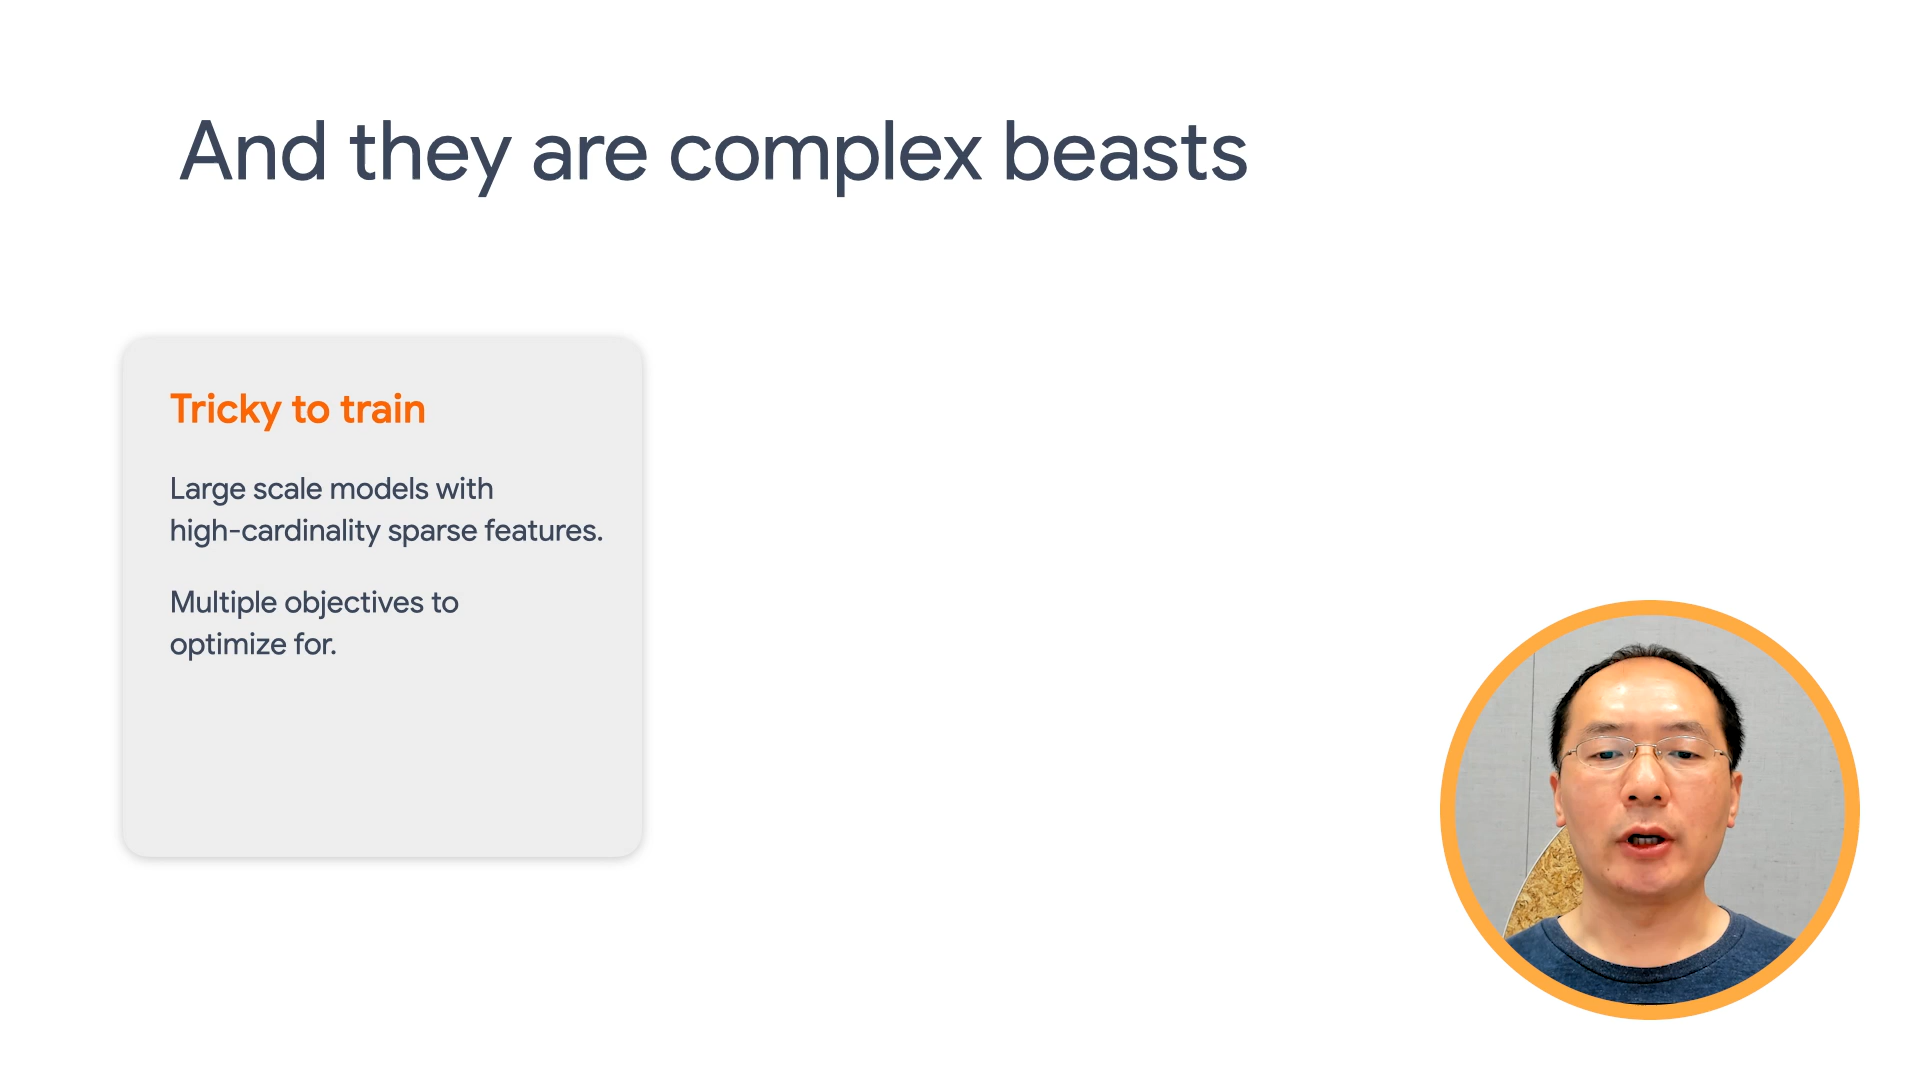 And they are complex beasts
Tricky to train
Large scale models with
high-cardinality sparse features.
Multiple objectives to
optimize for.